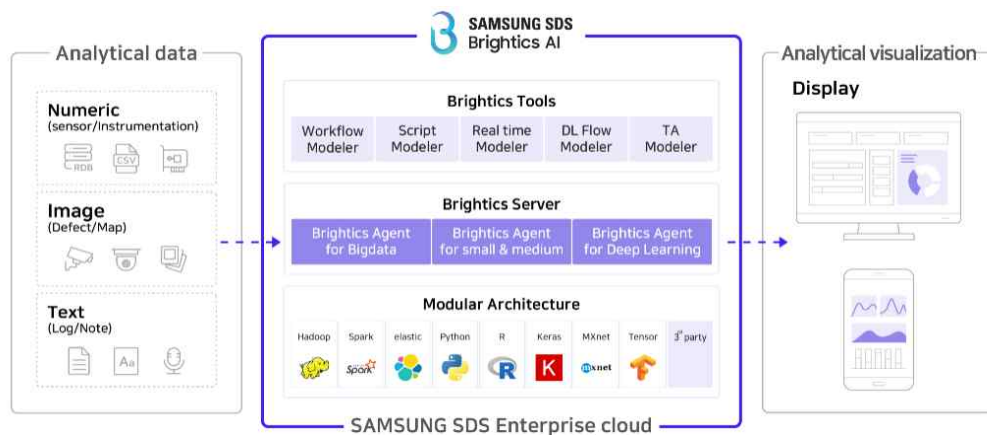 SAMSUNG SDS
Brightics AI
Analytical data
Numeric
(sensor/Instrumentation)
RDB
CSV
Image
(Defect/Map)
Text
(Log/Note)
Aa
Brightics Tools
Workflow
Modeler
Script
Modeler
Real time
Modeler
DL Flow
Modeler
TA
Modeler
Brightics Server
Brightics Agent
for Bigdata
Brightics Agent
for small & medium
Brightics Agent
for Deep Learning
Modular Architecture
Hadoop
Spark
elastic
Python
R
Keras
MXnet
Tensor
3rd party
Spark
R
K
mxnet
SAMSUNG SDS Enterprise cloud
Analytical visualization
Display